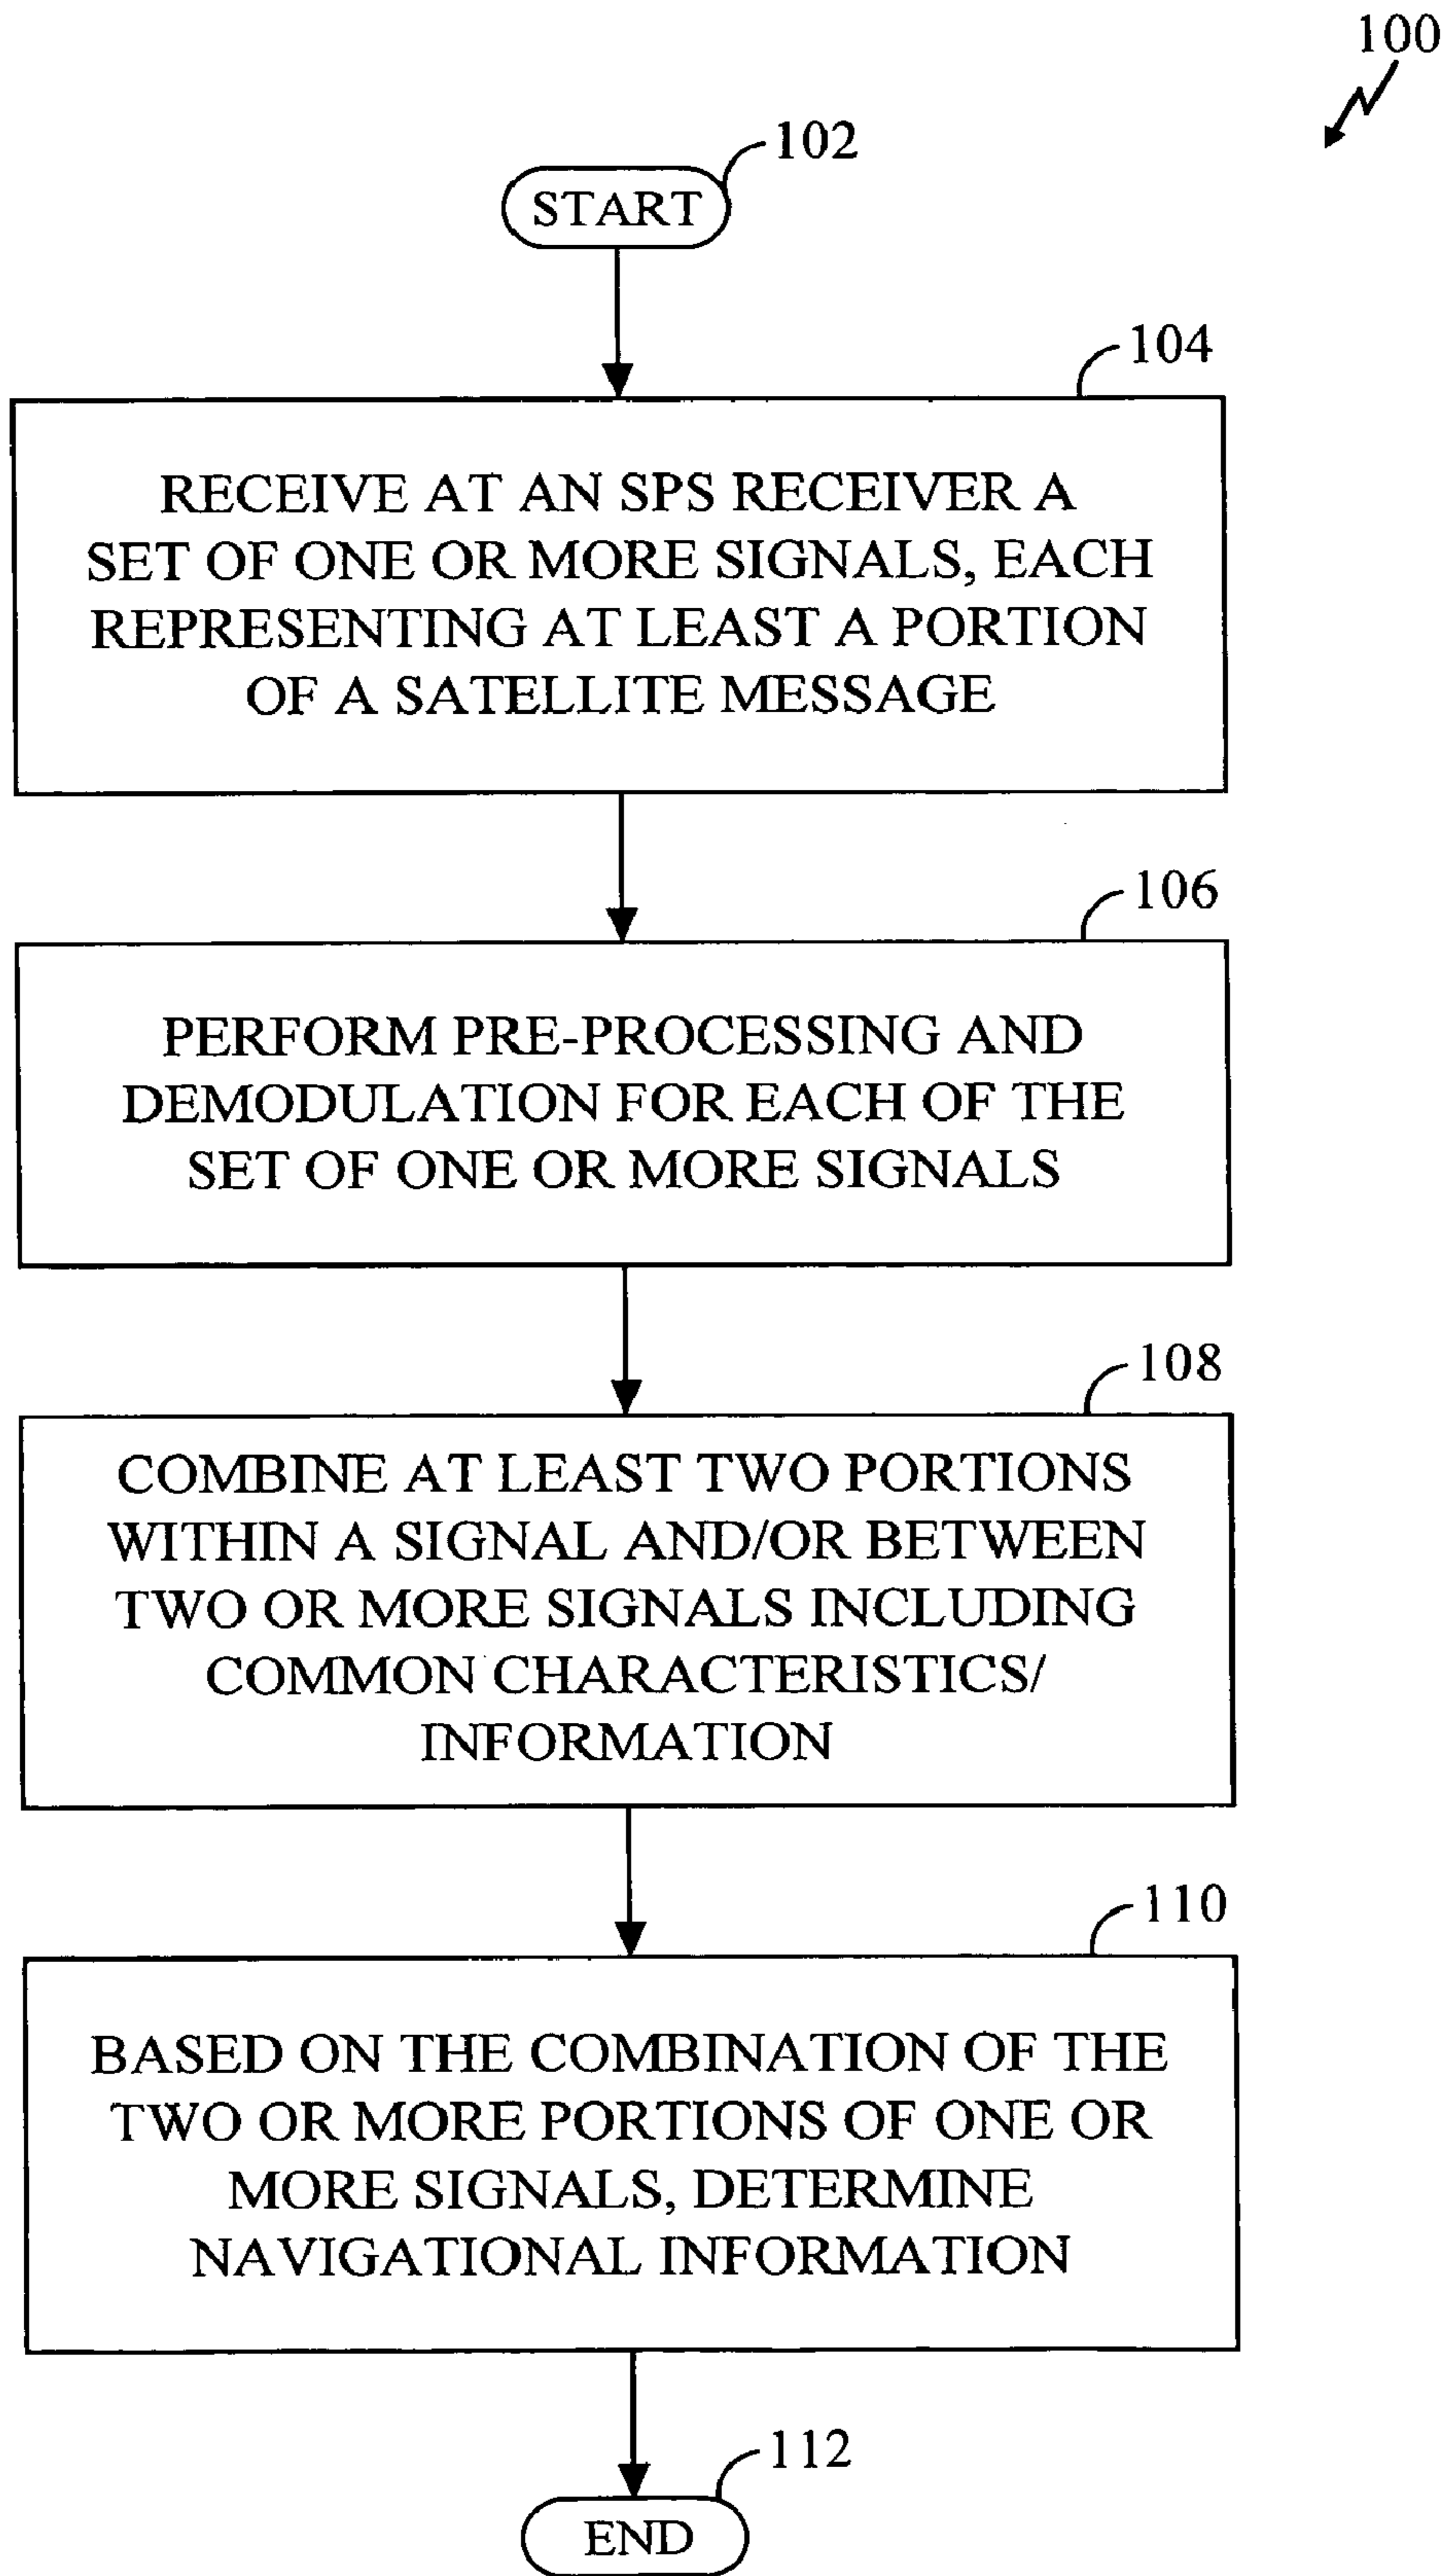 100
102
START
104
RECEIVE AT AN SPS RECEIVER A
SET OF ONE OR MORE SIGNALS, EACH
REPRESENTING AT LEAST A PORTION
OF A SATELLITE MESSAGE
106
PERFORM PRE-PROCESSING AND
DEMODULATION FOR EACH OF THE
SET OF ONE OR MORE SIGNALS
108
COMBINE AT LEAST TWO PORTIONS
WITHIN A SIGNAL AND/OR BETWEEN
TWO OR MORE SIGNALS INCLUDING
COMMON CHARACTERISTICS/
INFORMATION
110
BASED ON THE COMBINATION OF THE
TWO OR MORE PORTIONS OF ONE OR
MORE SIGNALS, DETERMINE
NAVIGATIONAL INFORMATION
112
END